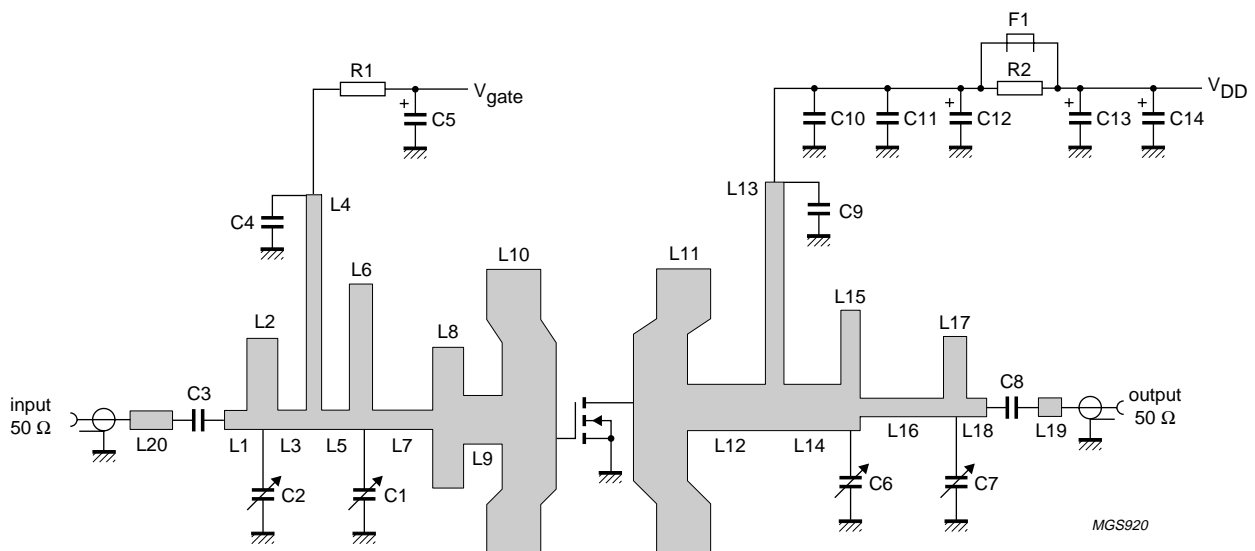 F1
R1
R2
V gate
V DD
+
C5
C10
C11
+
C12
+
C13
+
C14
L4
L13
C4
C9
L10
L11
L6
L15
L2
L8
L17
C3
C8
input
50 Ω
output
50 Ω
L20
L1
L3
L5
L7
L9
L12
L14
L16
L18
L19
C2
C1
C6
C7
MGS920